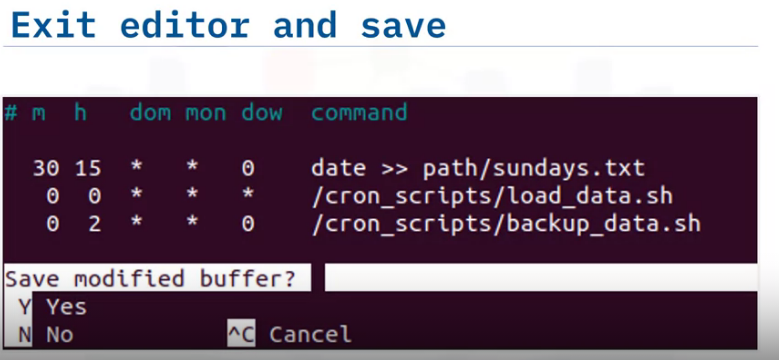 Exit editor and save
# m h dom mon dow command
30 15 * * 0 date >> path/sundays.txt
0 0 * * * /cron_scripts/load_data.sh
0 2 * * 0 /cron_scripts/backup_data.sh
Save modified buffer?
Y Yes
N No ^C Cancel